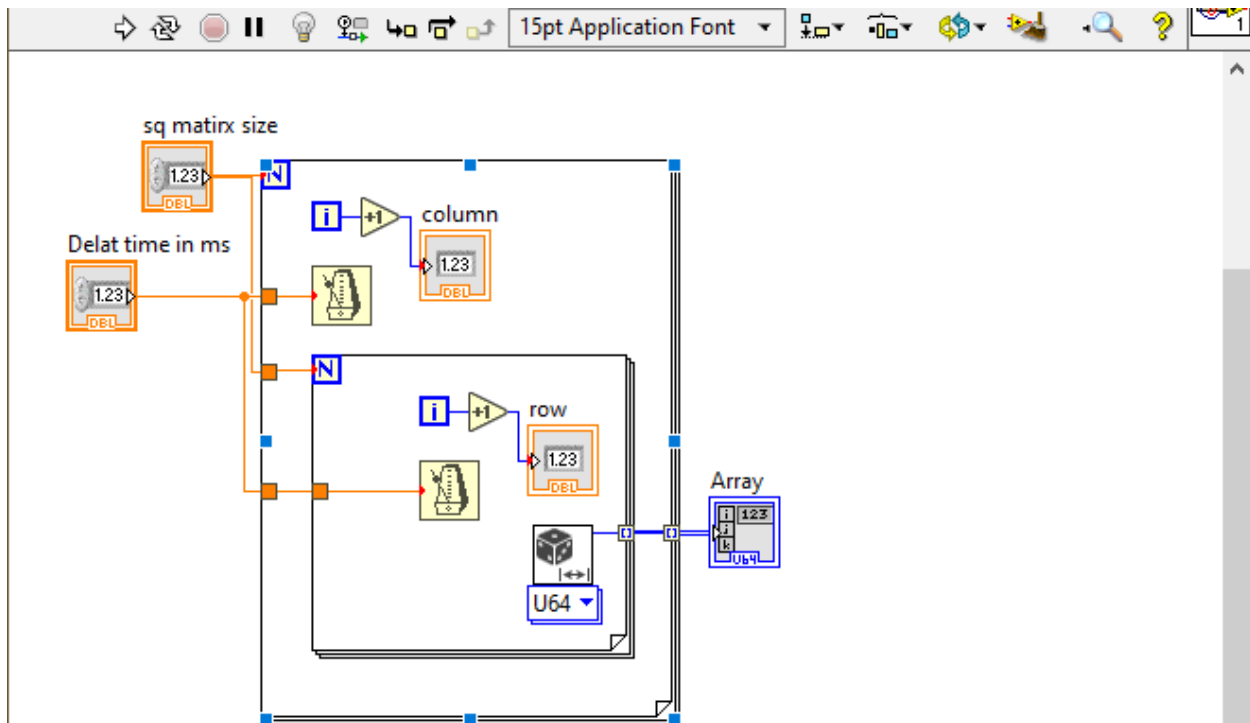 15pt Application Font
1
sq matirx size
1.23
DBL
N
i
+1
column
1.23
DBL
Delat time in ms
1.23
DBL
N
i
+1
row
1.23
DBL
Array
i
j
k
123
U64
U64